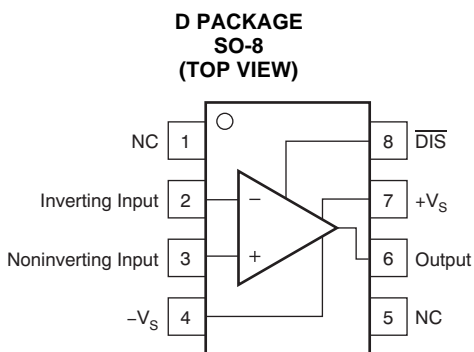 D PACKAGE
SO-8
(TOP VIEW)
NC 1
8 D̅I̅S̅
Inverting Input 2
−
7 +VS
Noninverting Input 3
+
6 Output
−VS 4
5 NC